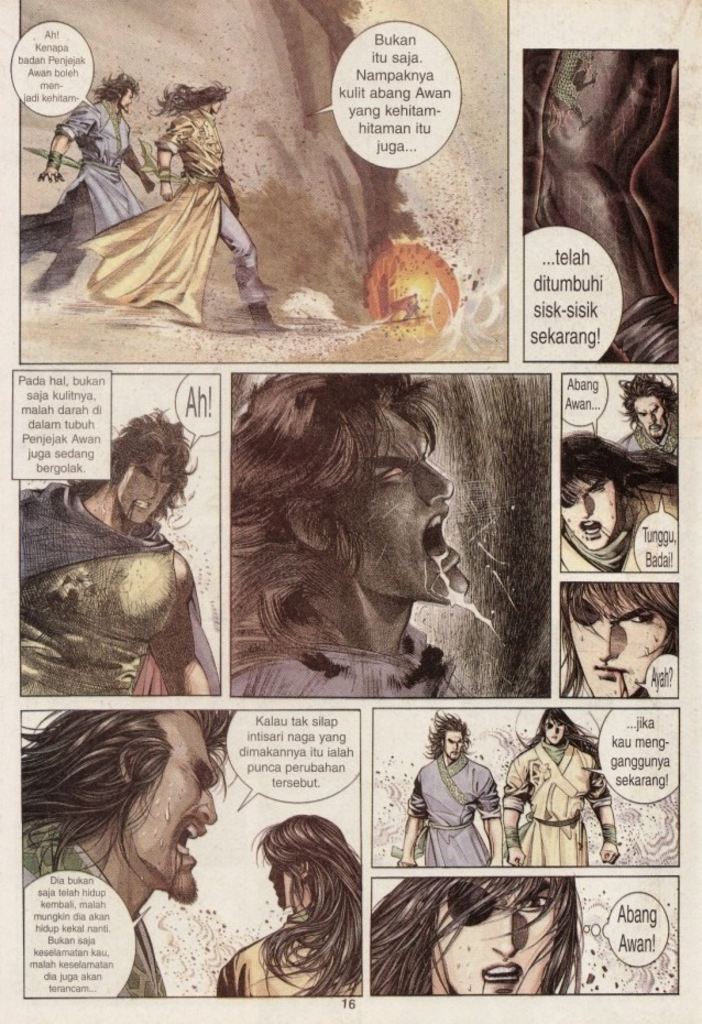 Ah!
Kenapa
badan Penjejak
Awan boleh
men-
jadi kehitam-
Bukan
itu saja.
Nampaknya
kulit abang Awan
yang kehitam-
hitaman itu
juga...
...telah
ditumbuhi
sisk-sisik
sekarang!
Pada hal, bukan
saja kulitnya,
malah darah di
dalam tubuh
Penjejak Awan
juga sedang
bergolak.
Ah!
Abang
Awan...
Tunggu,
Badai!
Ayah?
Kalau tak silap
intisari naga yang
dimakannya itu ialah
punca perubahan
tersebut.
Dia bukan
saja telah hidup
kembali, malah
mungkin dia akan
hidup kekal nanti.
Bukan saja
keselamatan kau,
malah keselamatan
dia juga akan
terancam...
...jika
kau meng-
ganggunya
sekarang!
Abang
Awan!
16